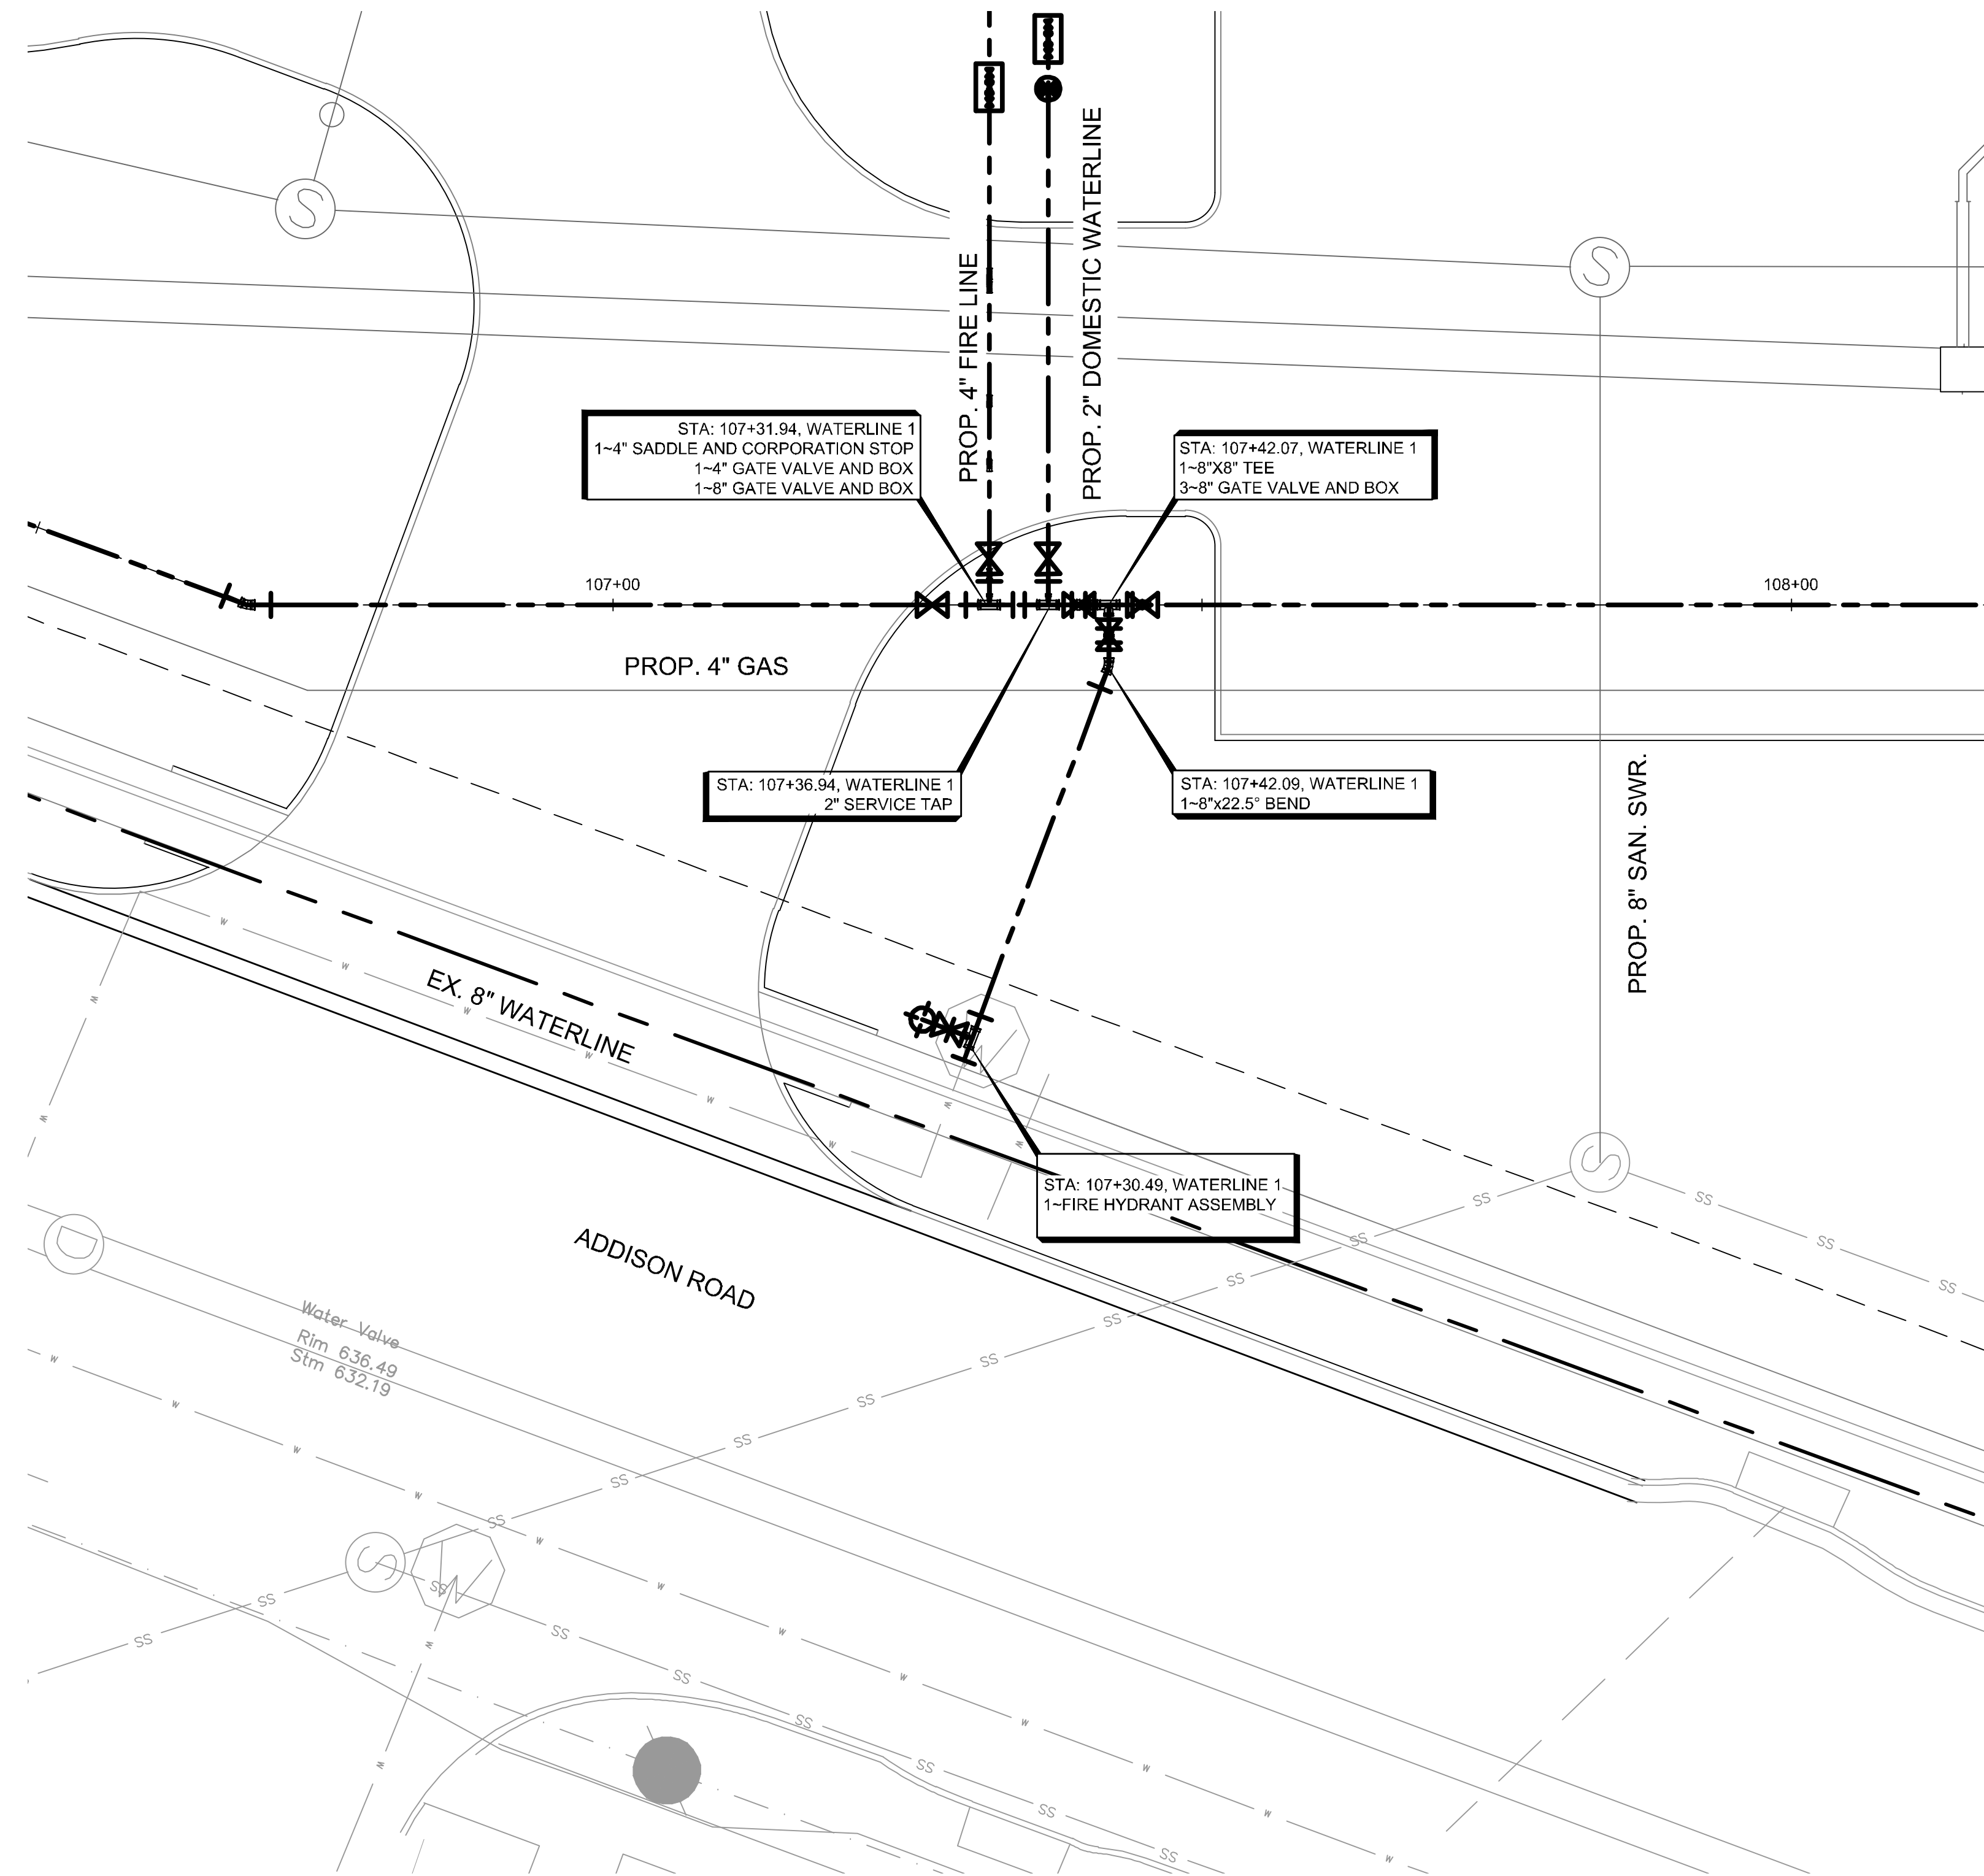 PROP. 4" FIRE LINE
PROP. 2" DOMESTIC WATERLINE
S
S
STA: 107+31.94, WATERLINE 1
1~4" SADDLE AND CORPORATION STOP
1~4" GATE VALVE AND BOX
1~8" GATE VALVE AND BOX
STA: 107+42.07, WATERLINE 1
1~8"X8" TEE
3~8" GATE VALVE AND BOX
107+00
108+00
PROP. 4" GAS
STA: 107+36.94, WATERLINE 1
2" SERVICE TAP
STA: 107+42.09, WATERLINE 1
1~8"x22.5° BEND
PROP. 8" SAN. SWR.
W
W
W
W
W
W
W
W
W
W
W
EX. 8" WATERLINE
S
STA: 107+30.49, WATERLINE 1
1~FIRE HYDRANT ASSEMBLY
ADDISON ROAD
D
Water Valve
Rim 636.49
Stm 632.19
SS
SS
SS
SS
SS
SS
SS
SS
SS
SS
SS
SS
SS
SS
S
W
SS
SS
SS
SS
SS
SS
SS
W
W
W
W
W
W
W
W
W
W
W
W
W
W